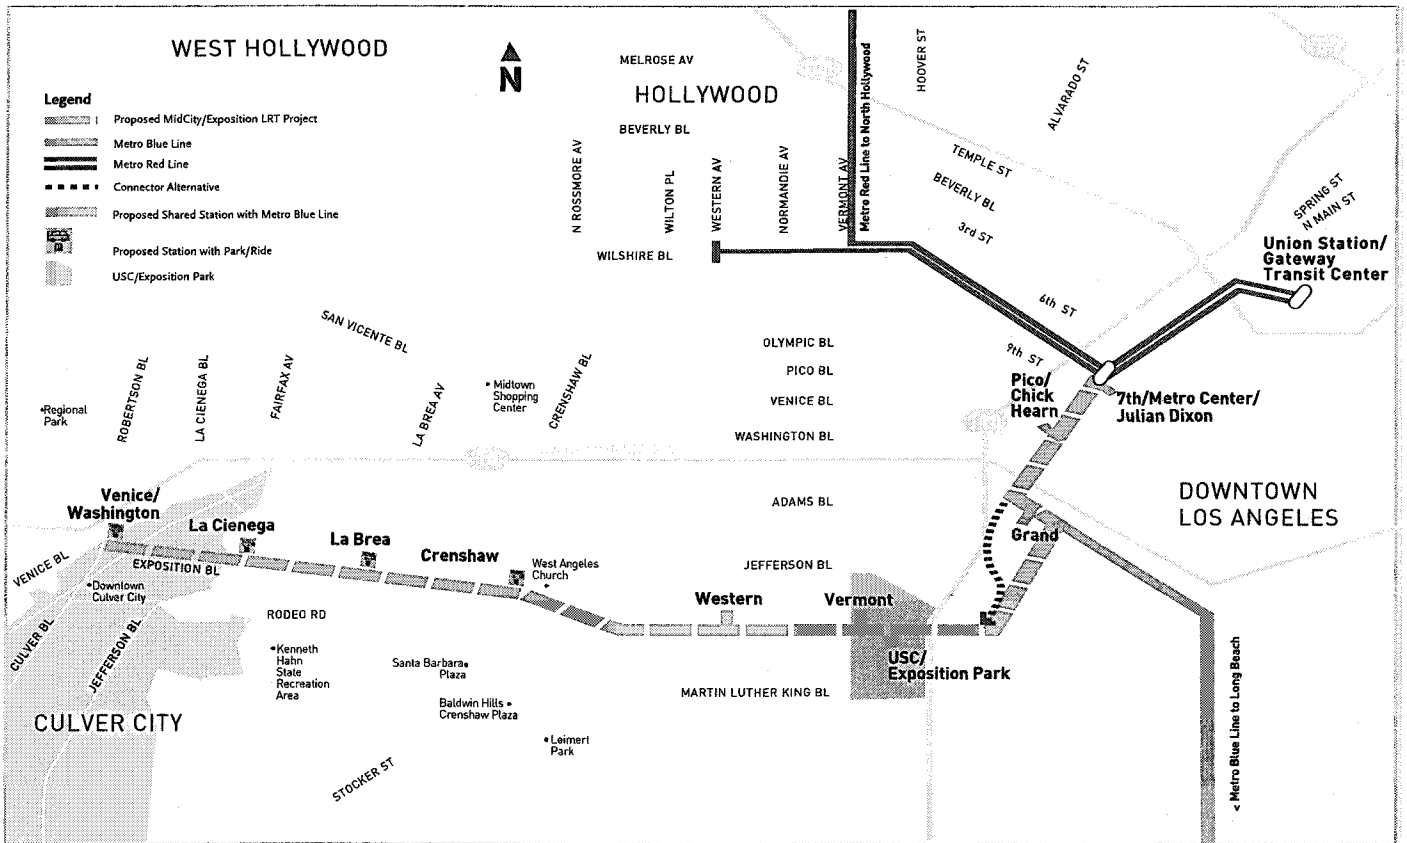 WEST HOLLYWOOD
N
MELROSE AV
HOLLYWOOD
BEVERLY BL
Legend
Proposed MidCity/Exposition LRT Project
Metro Blue Line
Metro Red Line
Connector Alternative
Proposed Shared Station with Metro Blue Line
Proposed Station with Park/Ride
USC/Exposition Park
N ROSSMORE AV
WILTON PL
WESTERN AV
NORMANDIE AV
VERMONT AV
Metro Red Line to North Hollywood
HOOVER ST
ALVARADO ST
TEMPLE ST
BEVERLY BL
3rd ST
SPRING ST
N MAIN ST
Union Station/
Gateway
Transit Center
WILSHIRE BL
6th ST
9th ST
SAN VICENTE BL
OLYMPIC BL
PICO BL
VENICE BL
WASHINGTON BL
Pico/
Chick
Hearn
7th/Metro Center/
Julian Dixon
Regional
Park
ROBERTSON BL
LA CIENEGA BL
FAIRFAX AV
LA BREA AV
Midtown
Shopping
Center
CRENSHAW BL
DOWNTOWN
LOS ANGELES
ADAMS BL
Grand
Venice/
Washington
La Cienega
La Brea
Crenshaw
West Angeles
Church
JEFFERSON BL
VENICE BL
EXPOSITION BL
Downtown
Culver City
RODEO RD
Western
Vermont
USC/
Exposition Park
CULVER BL
JEFFERSON BL
Kenneth
Hahn
State
Recreation
Area
Santa Barbara
Plaza
Baldwin Hills
Crenshaw Plaza
MARTIN LUTHER KING BL
CULVER CITY
Leimert
Park
STOCKER ST
< Metro Blue Line to Long Beach